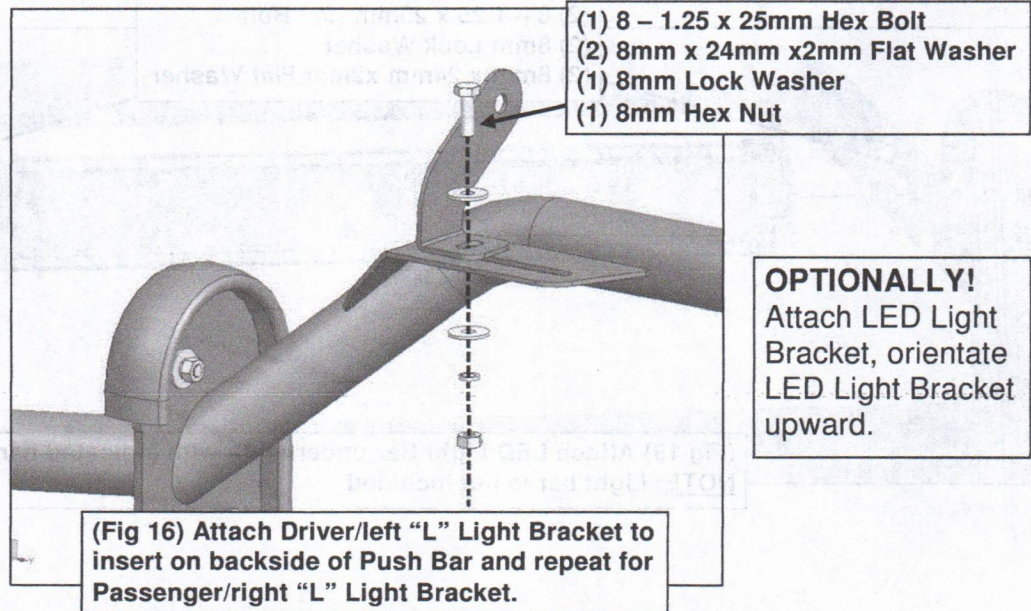 (1) 8 – 1.25 x 25mm Hex Bolt
(2) 8mm x 24mm x2mm Flat Washer
(1) 8mm Lock Washer
(1) 8mm Hex Nut
OPTIONALLY!
Attach LED Light
Bracket, orientate
LED Light Bracket
upward.
(Fig 16) Attach Driver/left “L” Light Bracket to
insert on backside of Push Bar and repeat for
Passenger/right “L” Light Bracket.